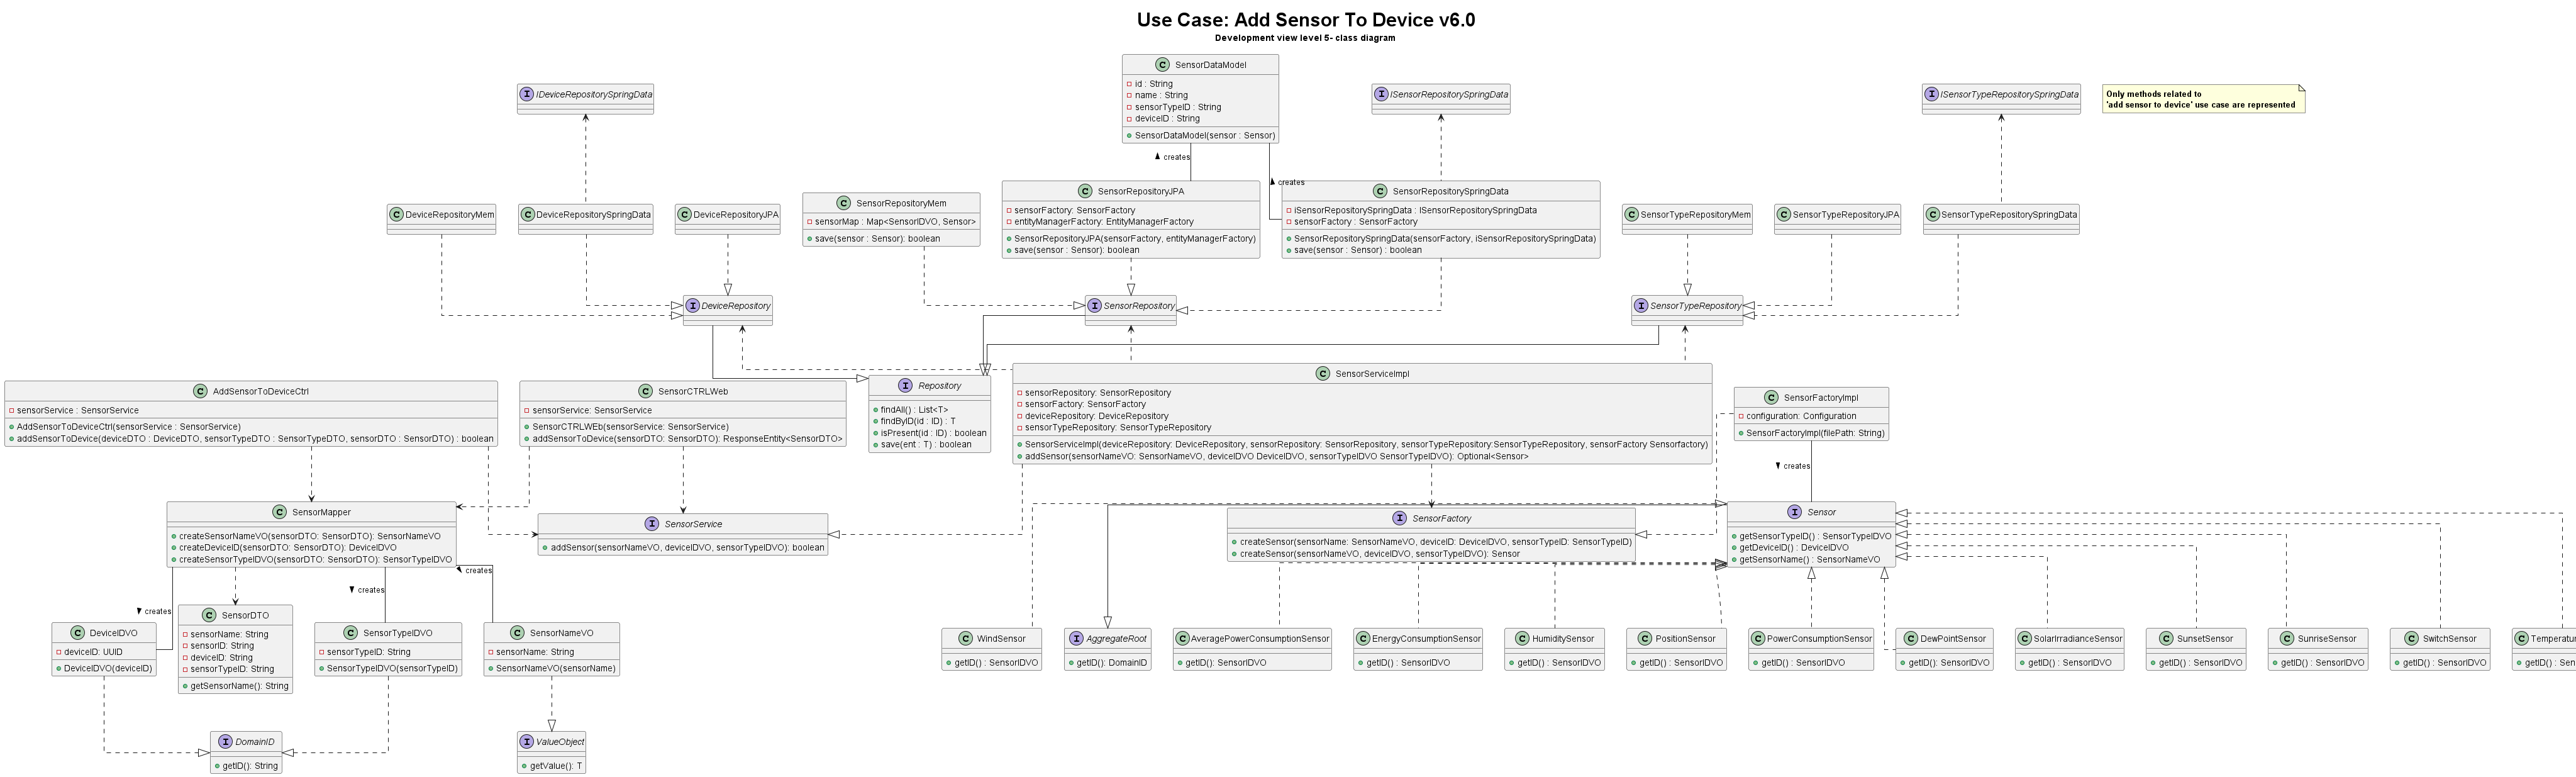 Use Case: Add Sensor To Device v6.0
Development view level 5- class diagram
C SensorDataModel
id : String
name : String
sensorTypeID : String
deviceID : String
SensorDataModel(sensor : Sensor)
I IDeviceRepositorySpringData
I ISensorRepositorySpringData
I ISensorTypeRepositorySpringData
Only methods related to
'add sensor to device' use case are represented
creates
creates
C DeviceRepositoryMem
C DeviceRepositorySpringData
C DeviceRepositoryJPA
C SensorRepositoryMem
sensorMap : Map<SensorIDVO, Sensor>
save(sensor : Sensor): boolean
C SensorRepositoryJPA
sensorFactory: SensorFactory
entityManagerFactory: EntityManagerFactory
SensorRepositoryJPA(sensorFactory, entityManagerFactory)
save(sensor : Sensor): boolean
C SensorRepositorySpringData
iSensorRepositorySpringData : ISensorRepositorySpringData
sensorFactory : SensorFactory
SensorRepositorySpringData(sensorFactory, iSensorRepositorySpringData)
save(sensor : Sensor) : boolean
C SensorTypeRepositoryMem
C SensorTypeRepositoryJPA
C SensorTypeRepositorySpringData
I DeviceRepository
I SensorRepository
I SensorTypeRepository
C AddSensorToDeviceCtrl
sensorService : SensorService
AddSensorToDeviceCtrl(sensorService : SensorService)
addSensorToDevice(deviceDTO : DeviceDTO, sensorTypeDTO : SensorTypeDTO, sensorDTO : SensorDTO) : boolean
C SensorCTRLWeb
sensorService: SensorService
SensorCTRLWEb(sensorService: SensorService)
addSensorToDevice(sensorDTO: SensorDTO): ResponseEntity<SensorDTO>
I Repository
findAll() : List<T>
findByID(id : ID) : T
isPresent(id : ID) : boolean
save(ent : T) : boolean
C SensorServiceImpl
sensorRepository: SensorRepository
sensorFactory: SensorFactory
deviceRepository: DeviceRepository
sensorTypeRepository: SensorTypeRepository
SensorServiceImpl(deviceRepository: DeviceRepository, sensorRepository: SensorRepository, sensorTypeRepository:SensorTypeRepository, sensorFactory Sensorfactory)
addSensor(sensorNameVO: SensorNameVO, deviceIDVO DeviceIDVO, sensorTypeIDVO SensorTypeIDVO): Optional<Sensor>
C SensorFactoryImpl
configuration: Configuration
SensorFactoryImpl(filePath: String)
creates
C SensorMapper
createSensorNameVO(sensorDTO: SensorDTO): SensorNameVO
createDeviceID(sensorDTO: SensorDTO): DeviceIDVO
createSensorTypeIDVO(sensorDTO: SensorDTO): SensorTypeIDVO
I SensorService
addSensor(sensorNameVO, deviceIDVO, sensorTypeIDVO): boolean
I SensorFactory
createSensor(sensorName: SensorNameVO, deviceID: DeviceIDVO, sensorTypeID: SensorTypeID)
createSensor(sensorNameVO, deviceIDVO, sensorTypeIDVO): Sensor
I Sensor
getSensorTypeID() : SensorTypeIDVO
getDeviceID() : DeviceIDVO
getSensorName() : SensorNameVO
creates
creates
creates
C DeviceIDVO
deviceID: UUID
DeviceIDVO(deviceID)
C SensorDTO
sensorName: String
sensorID: String
deviceID: String
sensorTypeID: String
getSensorName(): String
C SensorTypeIDVO
sensorTypeID: String
SensorTypeIDVO(sensorTypeID)
C SensorNameVO
sensorName: String
SensorNameVO(sensorName)
C WindSensor
getID() : SensorIDVO
I AggregateRoot
getID(): DomainID
C AveragePowerConsumptionSensor
getID(): SensorIDVO
C EnergyConsumptionSensor
getID() : SensorIDVO
C HumiditySensor
getID() : SensorIDVO
C PositionSensor
getID() : SensorIDVO
C PowerConsumptionSensor
getID() : SensorIDVO
C DewPointSensor
getID(): SensorIDVO
C SolarIrradianceSensor
getID() : SensorIDVO
C SunsetSensor
getID() : SensorIDVO
C SunriseSensor
getID() : SensorIDVO
C SwitchSensor
getID() : SensorIDVO
C
getID() :
I DomainID
getID(): String
I ValueObject
getValue(): T